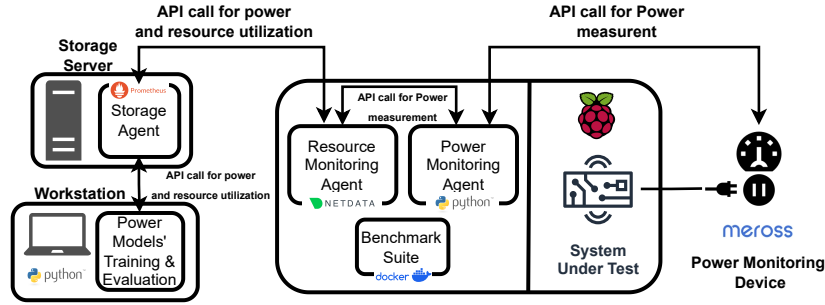 API call for power
and resource utilization
API call for Power
measurent
Storage
Server
Prometheus
Storage
Agent
API call for power
and resource utilization
Workstation
python
Power
Models'
Training &
Evaluation
API call for Power
measurement
Resource
Monitoring
Agent
NETDATA
Power
Monitoring
Agent
python
Benchmark
Suite
docker
System
Under Test
meross
Power Monitoring
Device